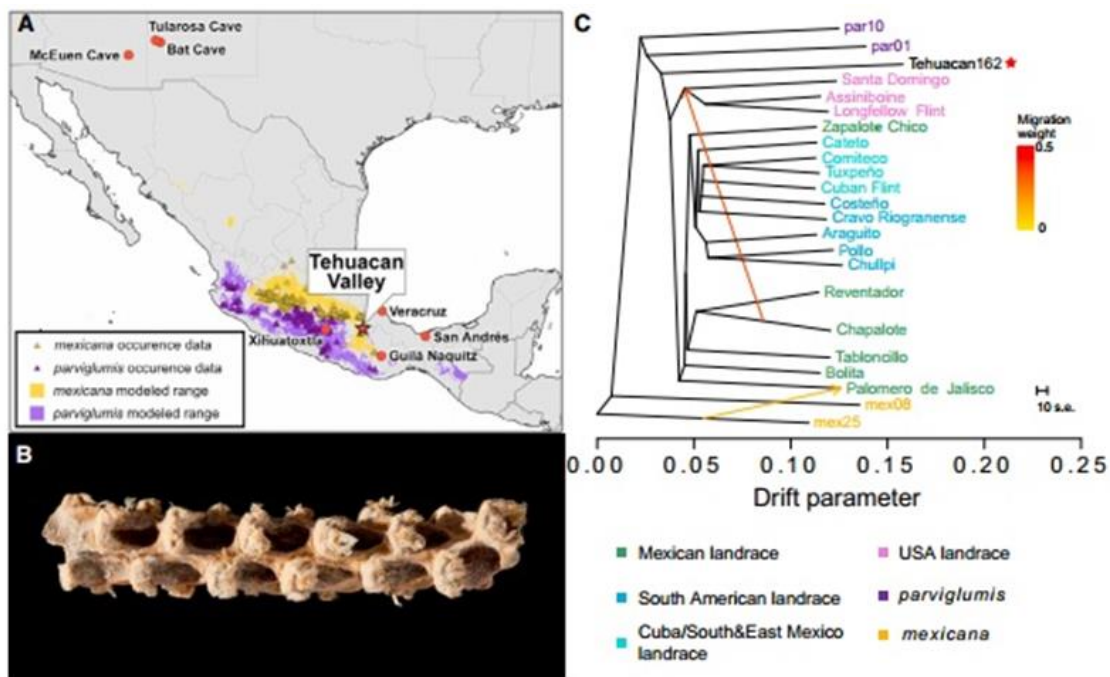 A
Tularosa Cave
McEuen Cave
Bat Cave
Tehuacan
Valley
Veracruz
San Andrés
Xihuatoxtla
Guilá Naquitz
mexicana occurence data
parviglumis occurence data
mexicana modeled range
parviglumis modeled range
B
C
par10
par01
Tehuacan162
Santa Domingo
Assiniboine
Longfellow Flint
Zapalote Chico
Cateto
Comiteco
Tuxpeño
Cuban Flint
Costeño
Cravo Riogranense
Araguito
Pollo
Chullpi
Reventador
Chapalote
Tabloncillo
Bolita
Palomero de Jalisco
mex08
mex25
Migration
weight
0.5
0
10 s.e.
0.00 0.05 0.10 0.15 0.20 0.25
Drift parameter
Mexican landrace
South American landrace
Cuba/South&East Mexico
landrace
USA landrace
parviglumis
mexicana